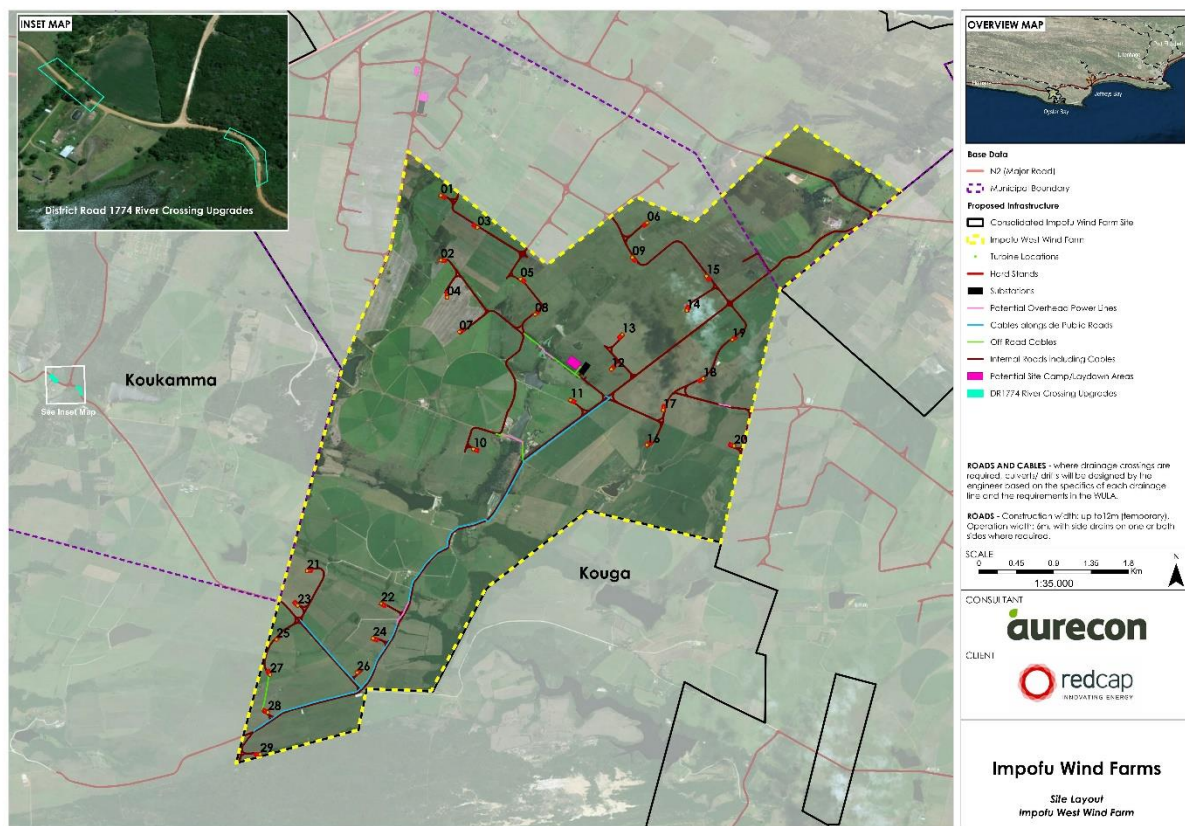 INSET MAP
District Road 1774 River Crossing Upgrades
Koukamma
Site Inset Map
Kouga
01
02
03
04
05
06
07
08
09
10
11
12
13
14
15
16
17
18
19
20
21
22
23
24
25
26
27
28
29
OVERVIEW MAP
Jeffreys Bay
Oyster Bay
Base Data
N2 (Major Road)
Municipal Boundary
Proposed Infrastructure
Consolidated Impofu Wind Farm Site
Impofu West Wind Farm
Turbine Locations
Hard Stands
Substations
Potential Overhead Power Lines
Cables alongside Public Roads
Off Road Cables
Internal Roads Including Cables
Potential Site Camp/Laydown Areas
DR1774 River Crossing Upgrades
ROADS AND CABLES - where drainage crossings are
required, culverts/ drifts will be designed by the
engineer based on the specifics of each drainage
line and the requirements in the WULA.
ROADS - Construction width: up to12m (temporary).
Operation width: 6m, with side drains on one or both
sides where required.
SCALE
0 0.45 0.9 1.35 1.8
Km
N
1:35,000
CONSULTANT
aurecon
CLIENT
redcap
INNOVATING ENERGY
Impofu Wind Farms
Site Layout
Impofu West Wind Farm